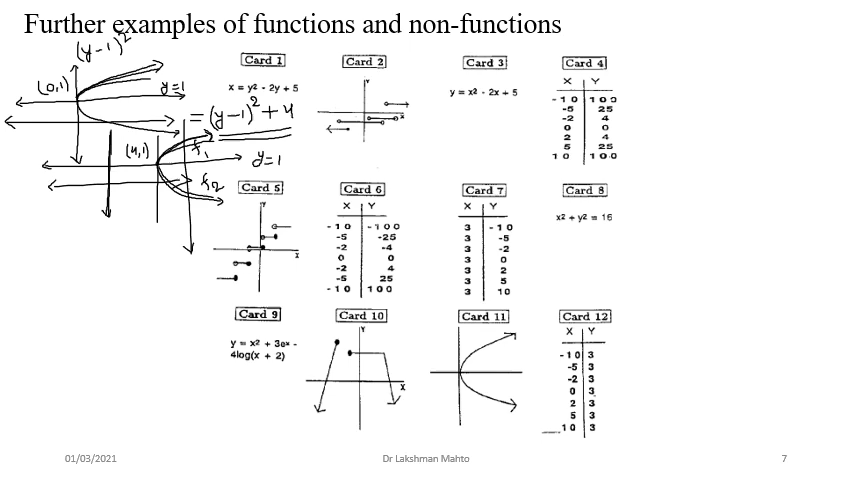 Further examples of functions and non-functions
(y-1)²
(0,1)
y=1
= (y-1)² + 4
(4,1)
f₁
y=1
f₂
Card 1
x = y2 - 2y + 5
Card 2
Y
X
Card 3
y = x2 - 2x + 5
Card 4
X Y
-10 100
-5 25
-2 4
0 0
2 4
5 25
10 100
Card 5
Y
X
Card 6
X Y
-10 -100
-5 -25
-2 -4
0 0
-2 4
-5 25
-10 100
Card 7
X Y
3 -10
3 -5
3 -2
3 0
3 2
3 5
3 10
Card 8
x2 + y2 = 16
Card 9
y = x2 + 3ex -
4log(x + 2)
Card 10
Y
X
Card 11
Card 12
X Y
-10 3
-5 3
-2 3
0 3
2 3
5 3
10 3
01/03/2021
Dr Lakshman Mahto
7